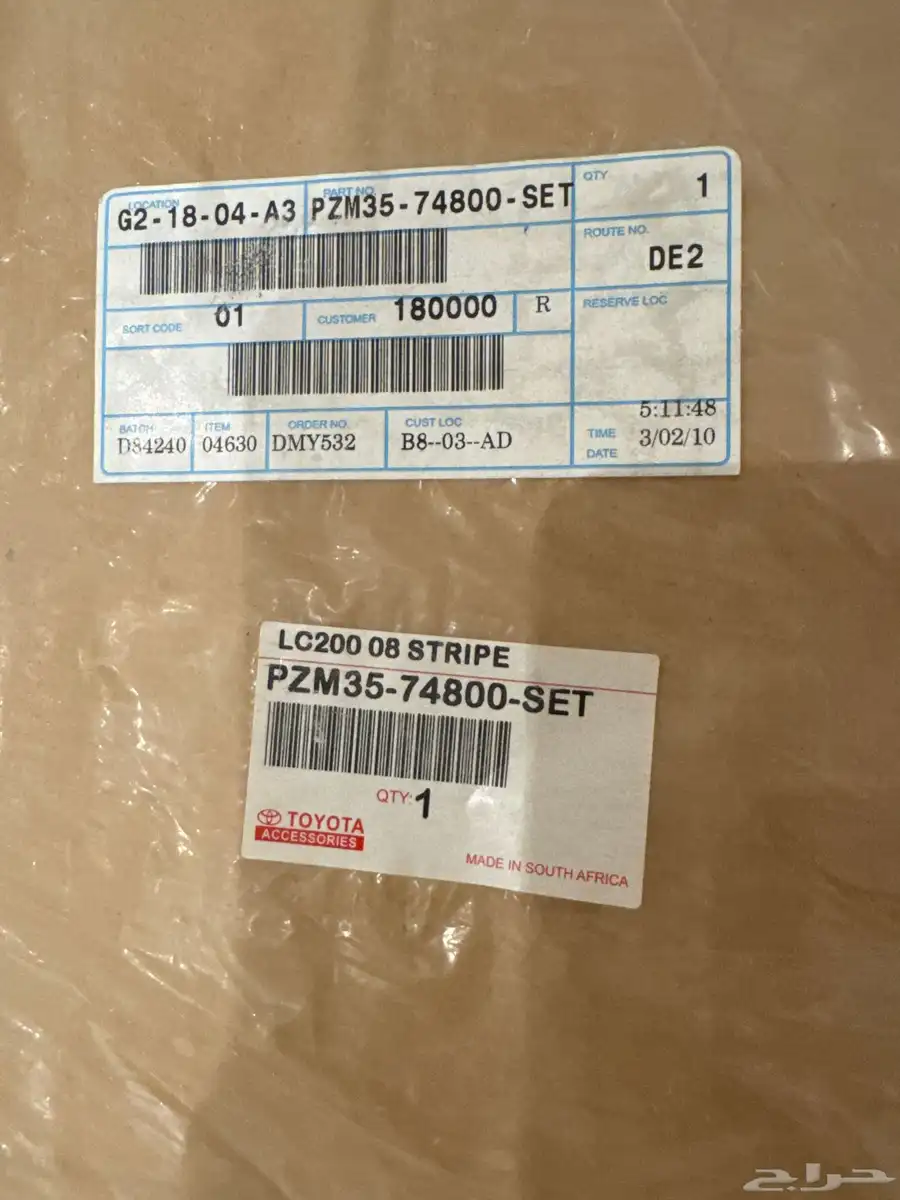 LOCATION
G2-18-04-A3
PART NO.
PZM35-74800-SET
QTY
1
ROUTE NO.
DE2
SORT CODE
01
CUSTOMER
180000
R
RESERVE LOC
BATCH
D84240
ITEM
04630
ORDER NO.
DMY532
CUST LOC
B8--03--AD
TIME
5:11:48
DATE
3/02/10
LC200 08 STRIPE
PZM35-74800-SET
QTY: 1
TOYOTA
ACCESSORIES
MADE IN SOUTH AFRICA
حراج